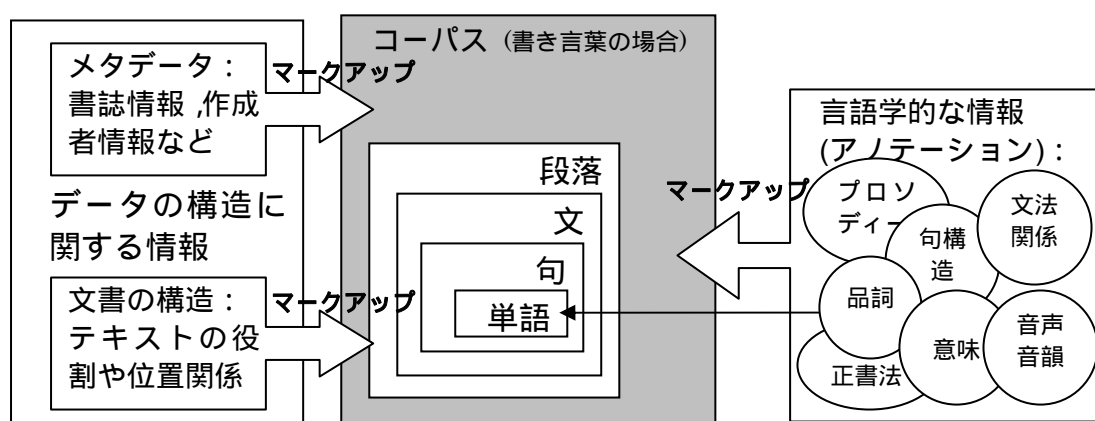 メタデータ：
書誌情報 ,作成
者情報など
データの構造に
関する情報
文書の構造：
テキストの役
割や位置関係
マークアップ
マークアップ
コーパス (書き言葉の場合)
段落
文
句
単語
マークアップ
言語学的な情報
(アノテーション)：
プロソ
ディー
句構
造
文法
関係
品詞
意味
音声
音韻
正書法